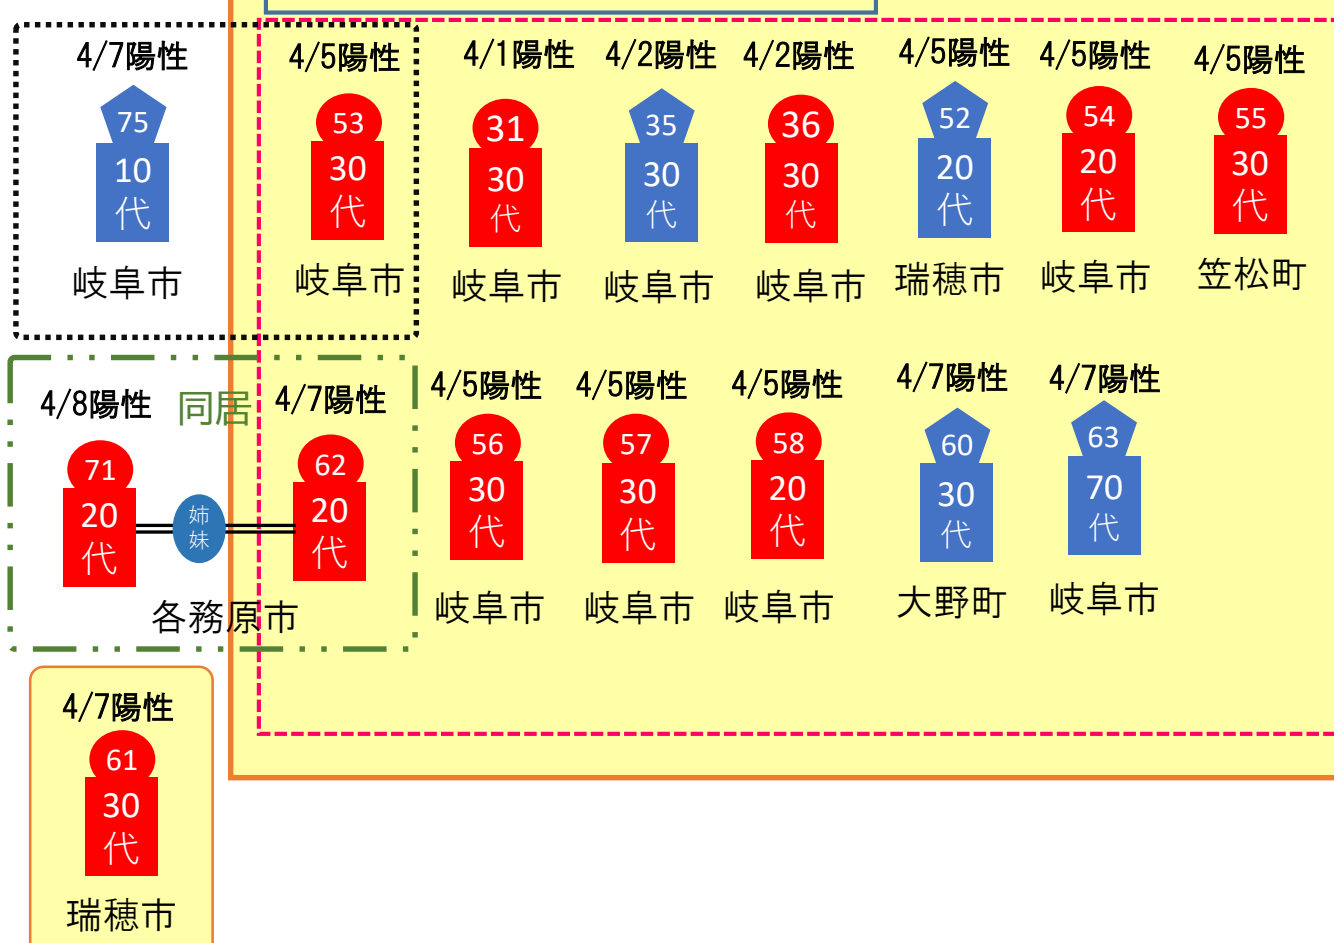 4/7陽性
75
10
代
岐阜市
4/5陽性
53
30
代
岐阜市
4/1陽性
31
30
代
岐阜市
4/2陽性
35
30
代
岐阜市
4/2陽性
36
30
代
岐阜市
4/5陽性
52
20
代
瑞穂市
4/5陽性
54
20
代
岐阜市
4/5陽性
55
30
代
笠松町
同居
4/8陽性
71
20
代
姉
妹
4/7陽性
62
20
代
各務原市
4/5陽性
56
30
代
岐阜市
4/5陽性
57
30
代
岐阜市
4/5陽性
58
20
代
岐阜市
4/7陽性
60
30
代
大野町
4/7陽性
63
70
代
岐阜市
4/7陽性
61
30
代
瑞穂市